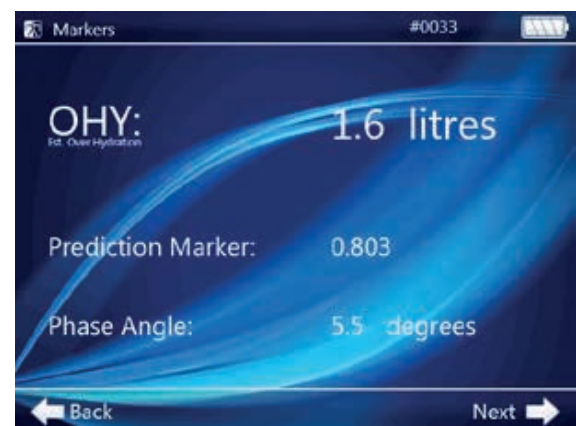 Markers #0033
OHY: 1.6 litres
Est. Over Hydration
Prediction Marker: 0.803
Phase Angle: 5.5 degrees
Back Next